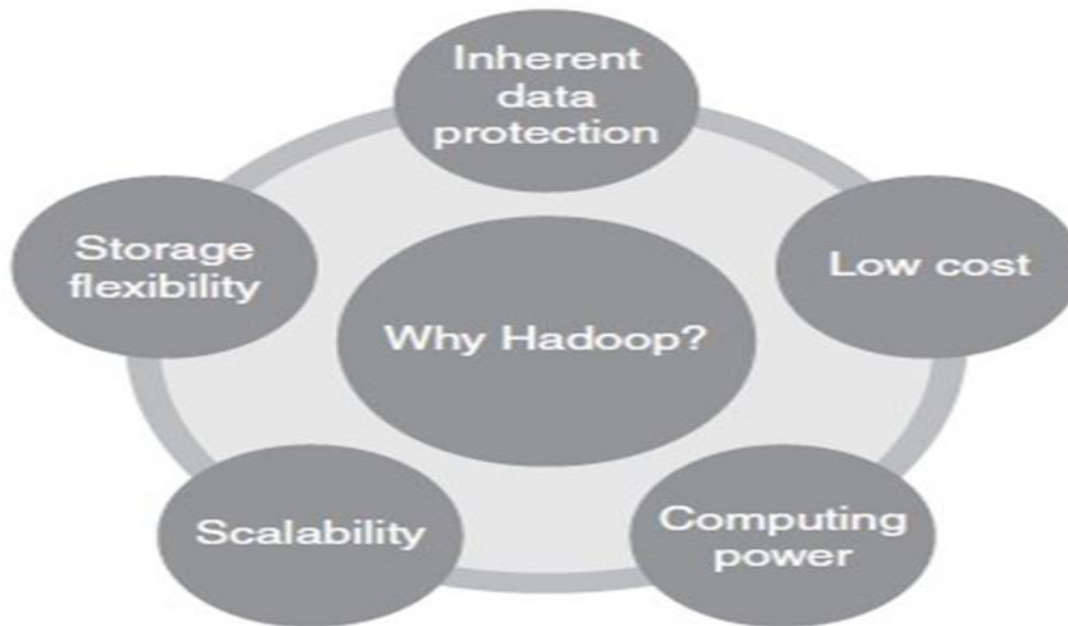 Inherent
data
protection
Storage
flexibility
Low cost
Why Hadoop?
Scalability
Computing
power